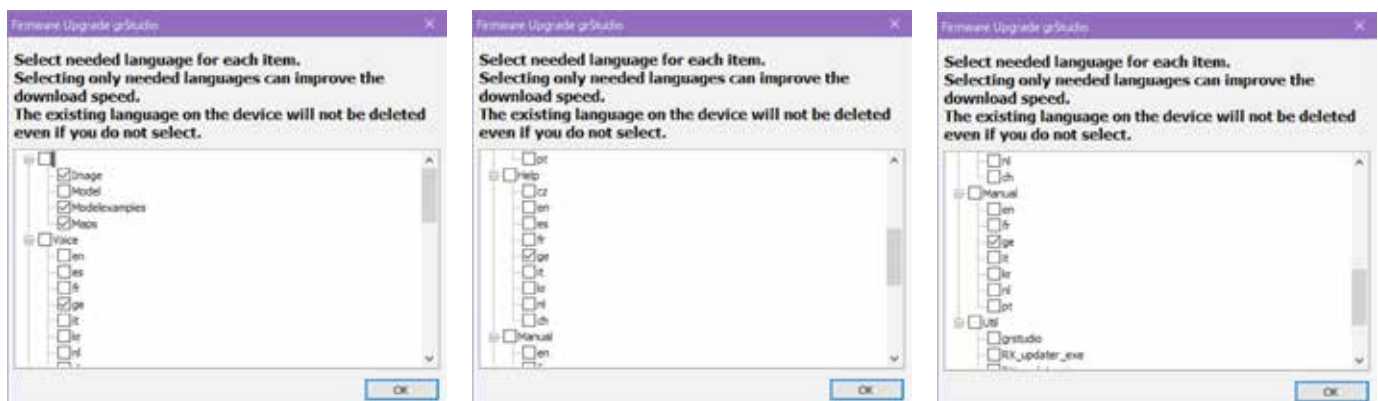 Firmware Upgrade grStudio
Select needed language for each item.
Selecting only needed languages can improve the
download speed.
The existing language on the device will not be deleted
even if you do not select.
Image
Model
Modelexamples
Maps
Voice
en
es
fr
ge
it
kr
nl
OK
Firmware Upgrade grStudio
Select needed language for each item.
Selecting only needed languages can improve the
download speed.
The existing language on the device will not be deleted
even if you do not select.
pt
Help
cz
en
es
fr
ge
it
kr
nl
ch
Manual
en
OK
Firmware Upgrade grStudio
Select needed language for each item.
Selecting only needed languages can improve the
download speed.
The existing language on the device will not be deleted
even if you do not select.
nl
ch
Manual
en
fr
ge
it
kr
nl
pt
Util
grstudio
RX_updater_exe
OK